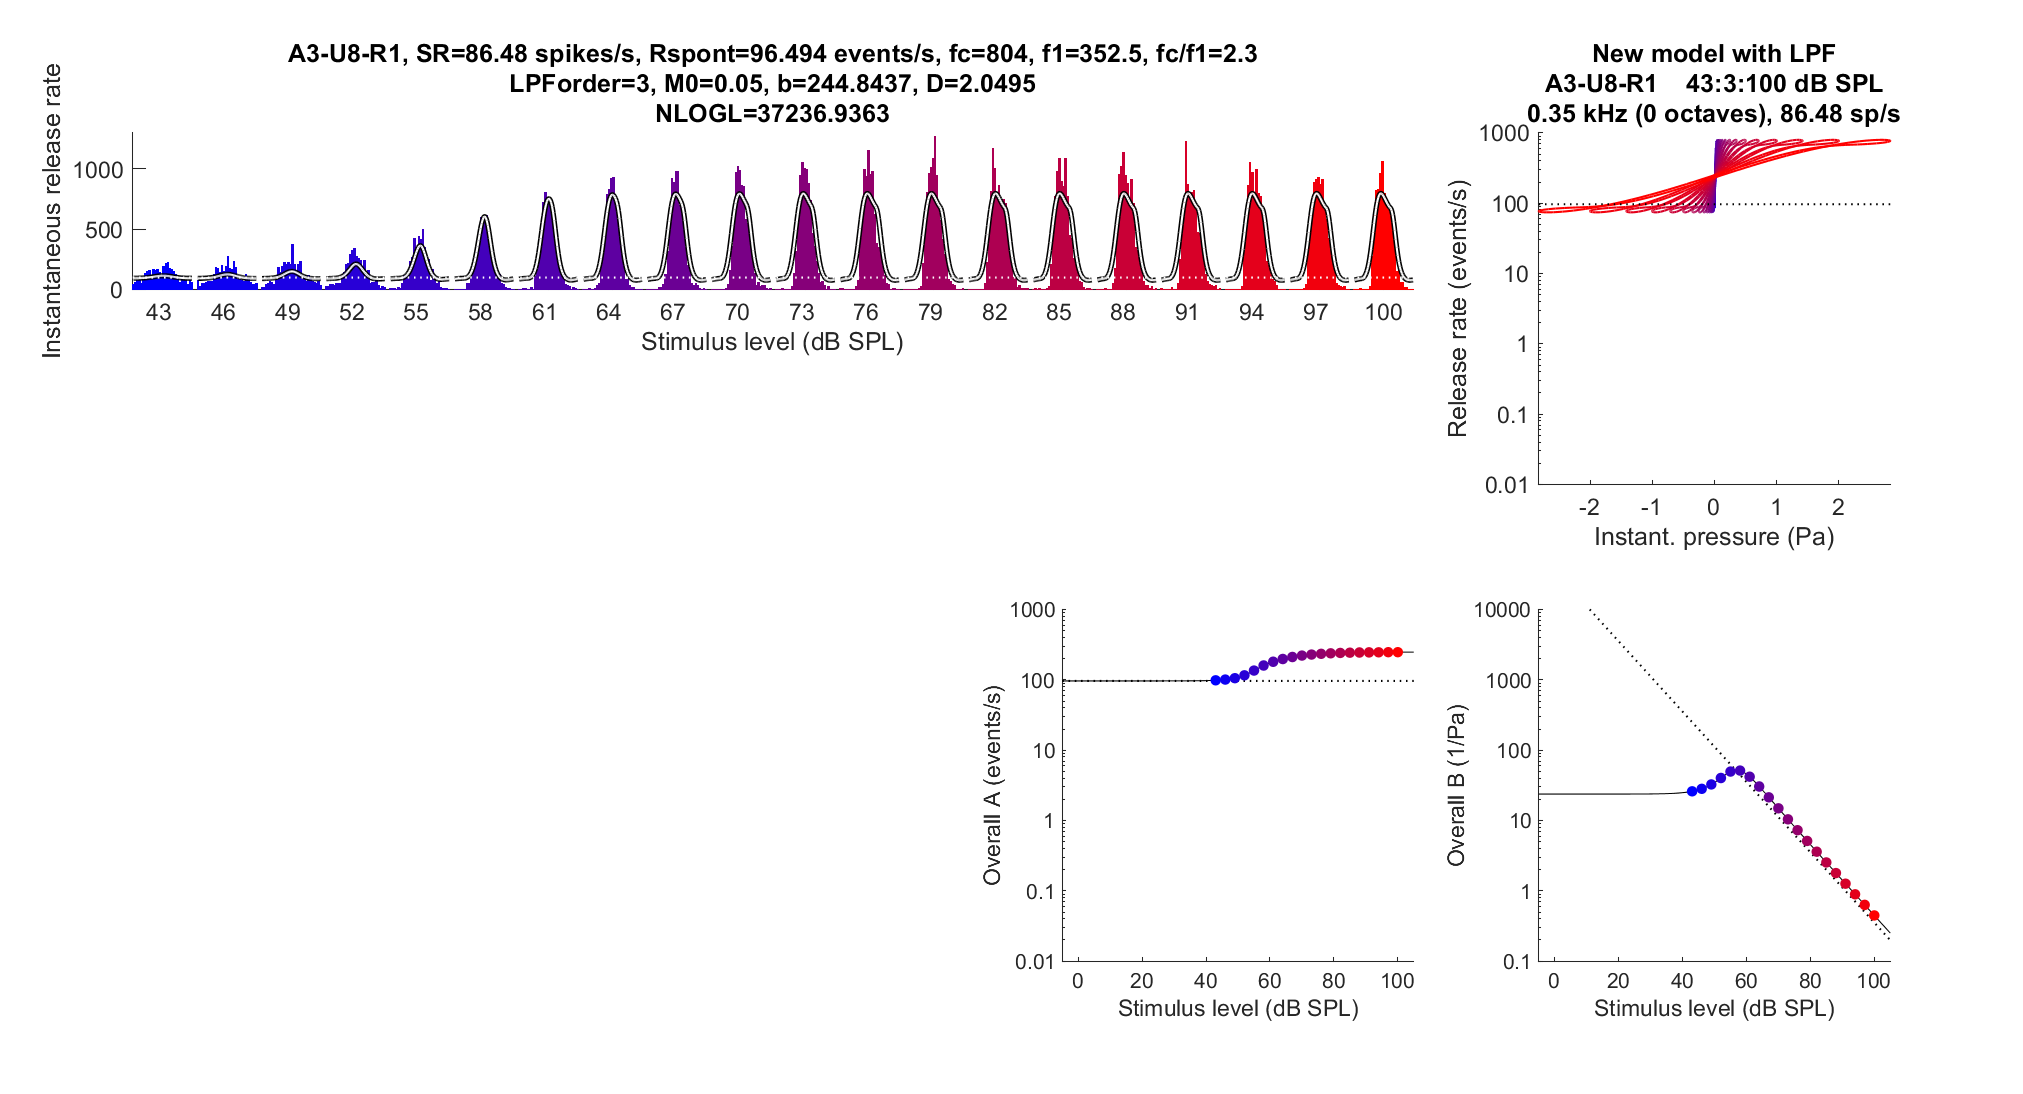 A3-U8-R1, SR=86.48 spikes/s, Rspont=96.494 events/s, fc=804, f1=352.5, fc/f1=2.3
LPForder=3, M0=0.05, b=244.8437, D=2.0495
NLOGL=37236.9363
Instantaneous release rate
1000
500
0
43 46 49 52 55 58 61 64 67 70 73 76 79 82 85 88 91 94 97 100
Stimulus level (dB SPL)
New model with LPF
A3-U8-R1 43:3:100 dB SPL
0.35 kHz (0 octaves), 86.48 sp/s
Release rate (events/s)
1000
100
10
1
0.1
0.01
-2 -1 0 1 2
Instant. pressure (Pa)
Overall A (events/s)
1000
100
10
1
0.1
0.01
0 20 40 60 80 100
Stimulus level (dB SPL)
Overall B (1/Pa)
10000
1000
100
10
1
0.1
0 20 40 60 80 100
Stimulus level (dB SPL)